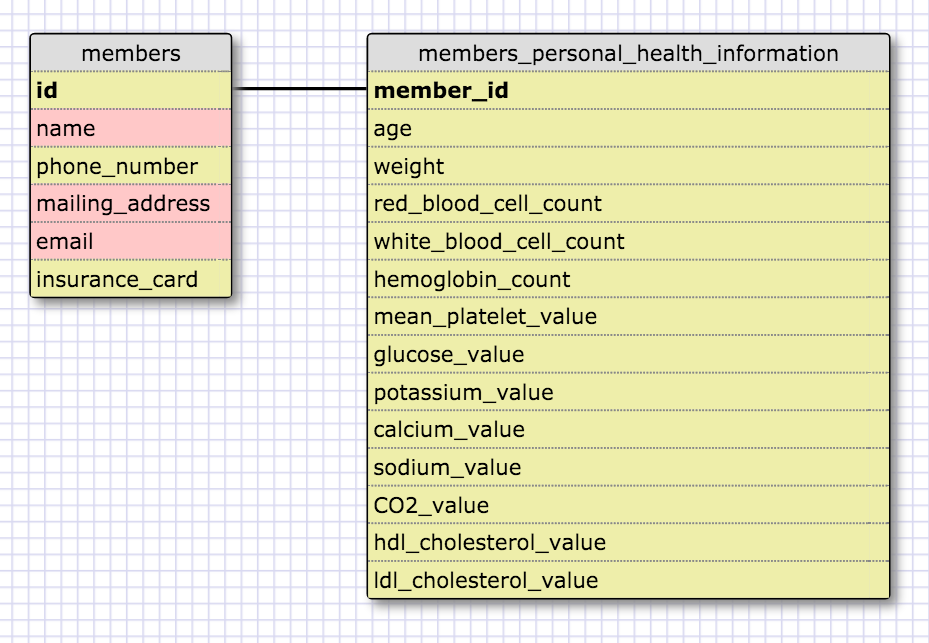 members
id
name
phone_number
mailing_address
email
insurance_card
members_personal_health_information
member_id
age
weight
red_blood_cell_count
white_blood_cell_count
hemoglobin_count
mean_platelet_value
glucose_value
potassium_value
calcium_value
sodium_value
CO2_value
hdl_cholesterol_value
ldl_cholesterol_value